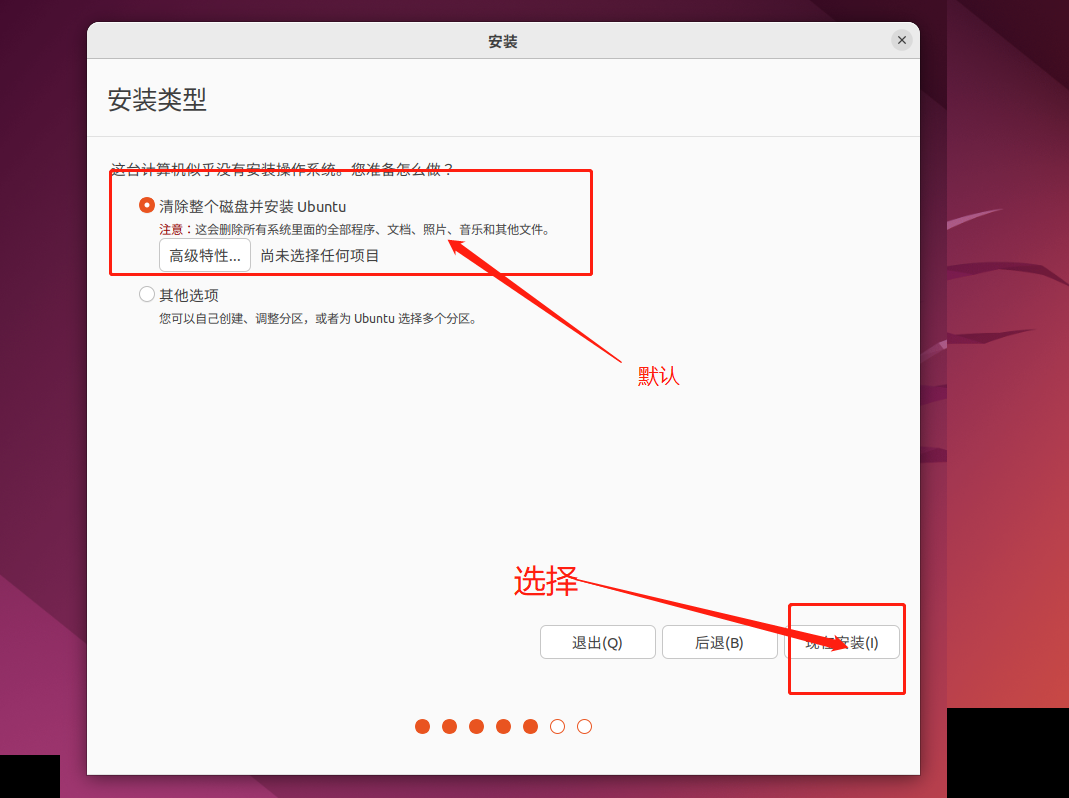 安装
安装类型
这台计算机似乎没有安装操作系统。您准备怎么做？
清除整个磁盘并安装 Ubuntu
注意：这会删除所有系统里面的全部程序、文档、照片、音乐和其他文件。
高级特性... 尚未选择任何项目
其他选项
您可以自己创建、调整分区，或者为 Ubuntu 选择多个分区。
默认
选择
退出(Q) 后退(B) 现在安装(I)